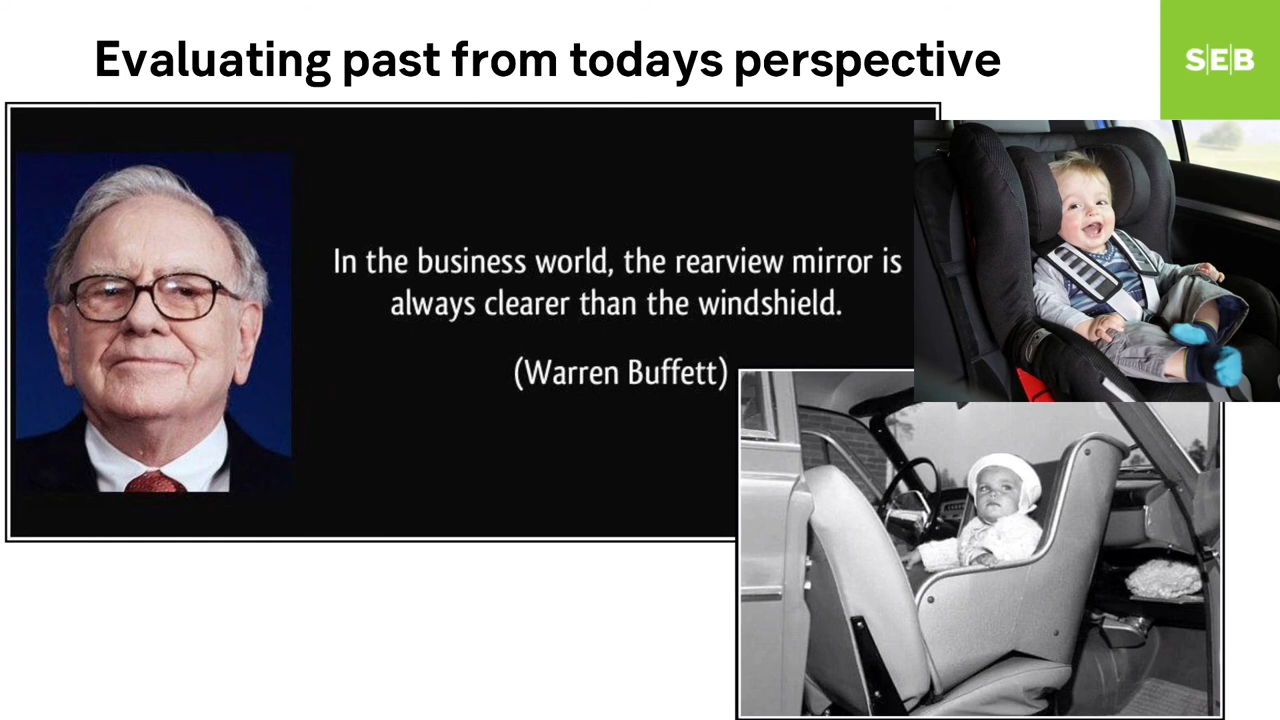 Evaluating past from todays perspective
S|E|B
In the business world, the rearview mirror is
always clearer than the windshield.
(Warren Buffett)